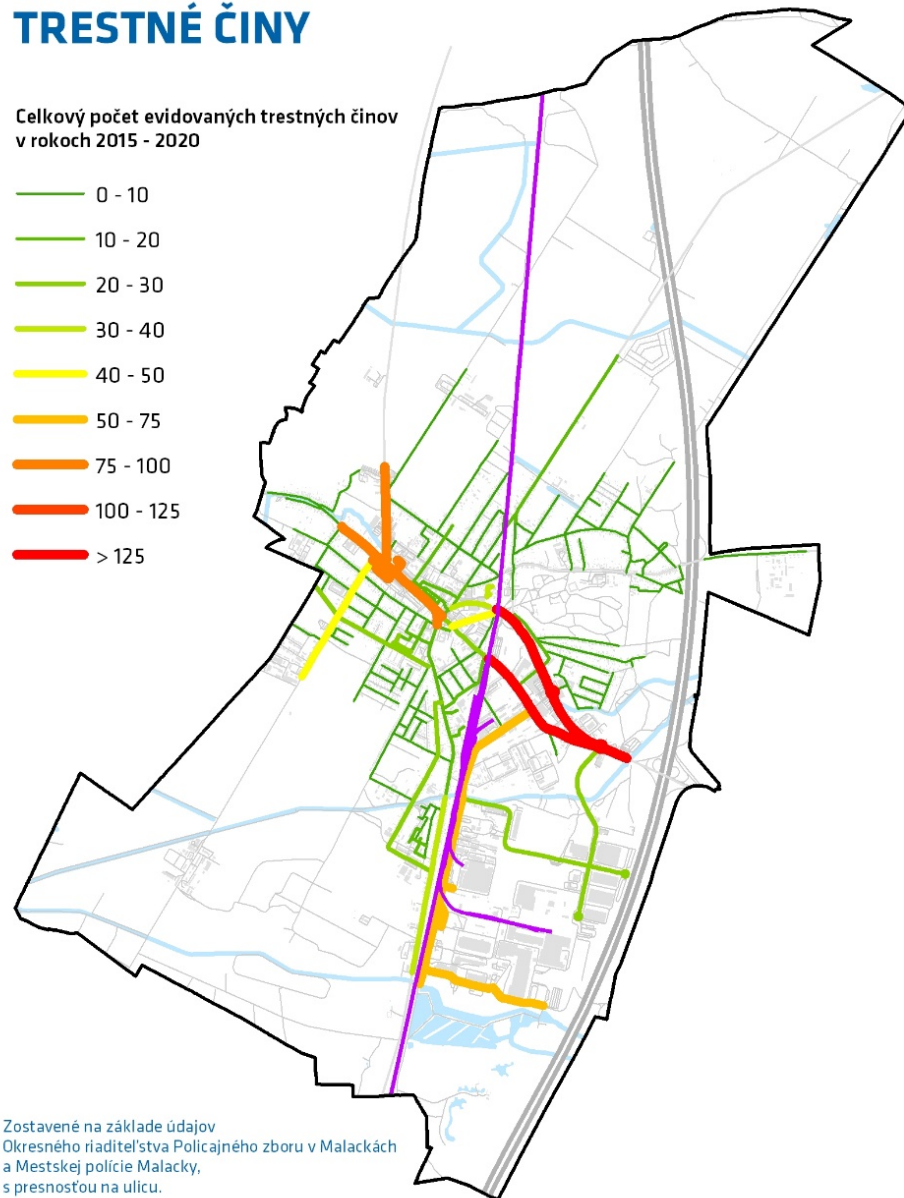 TRESTNÉ ČINY
Celkový počet evidovaných trestných činov
v rokoch 2015 - 2020
0 - 10
10 - 20
20 - 30
30 - 40
40 - 50
50 - 75
75 - 100
100 - 125
> 125
Zostavené na základe údajov
Okresného riaditeľstva Policajného zboru v Malackách
a Mestskej polície Malacky,
s presnosťou na ulicu.